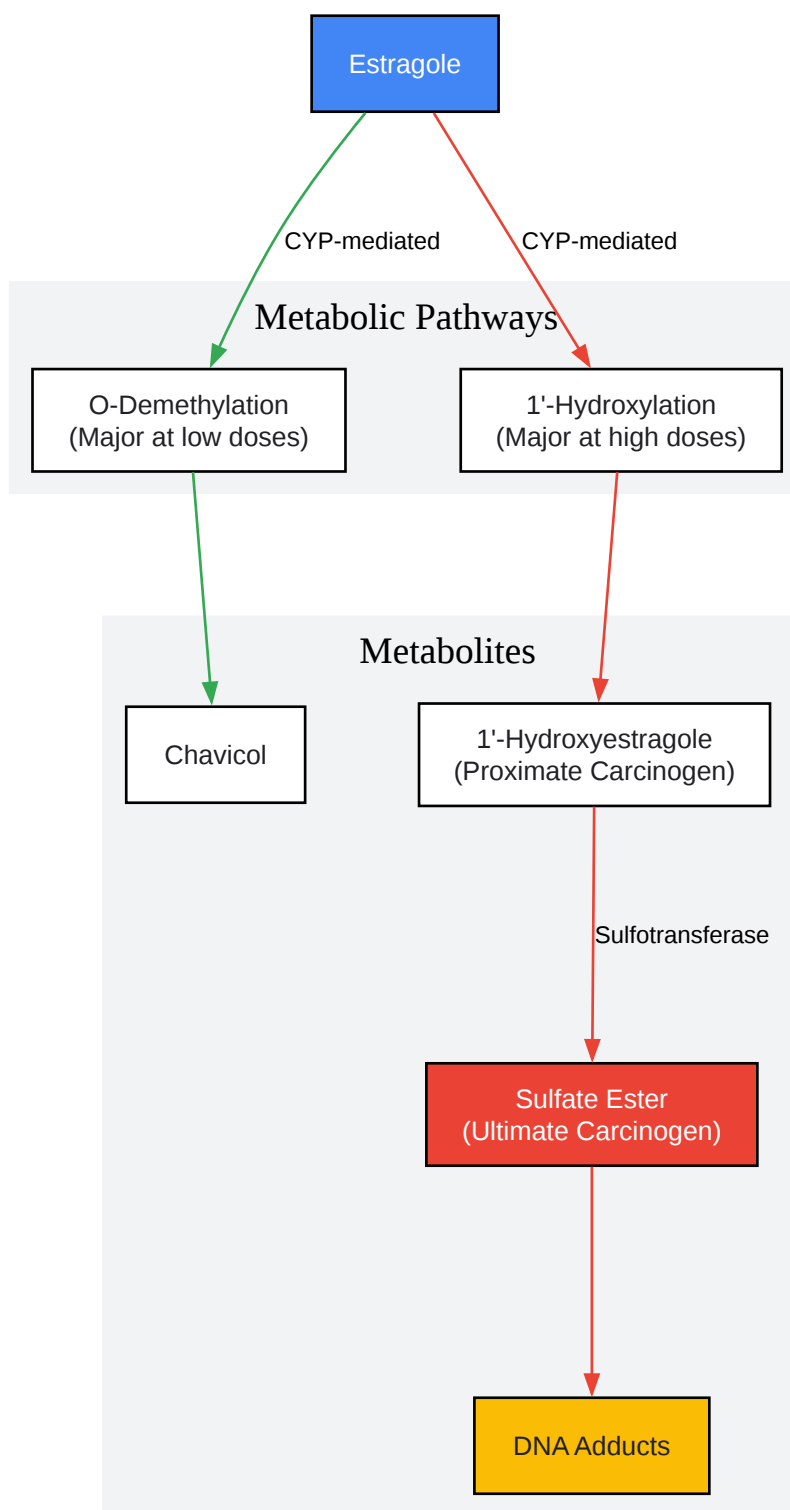 Estragole
CYP-mediated
CYP-mediated
Metabolic Pathways
O-Demethylation
(Major at low doses)
1'-Hydroxylation
(Major at high doses)
Metabolites
Chavicol
1'-Hydroxyestragole
(Proximate Carcinogen)
Sulfotransferase
Sulfate Ester
(Ultimate Carcinogen)
DNA Adducts